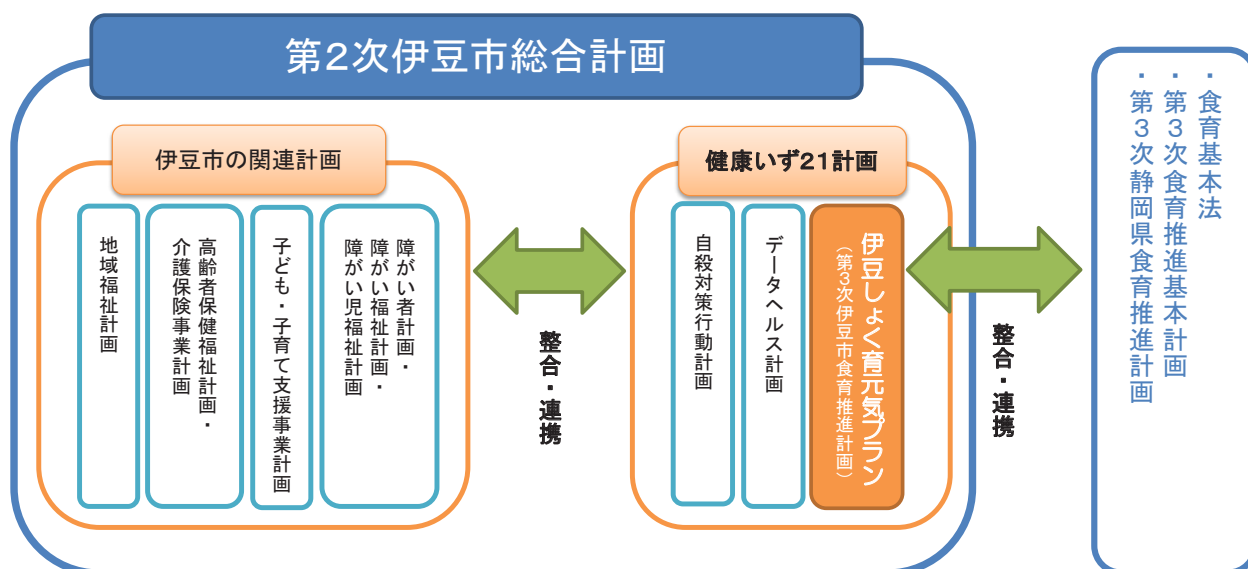 第2次伊豆市総合計画
伊豆市の関連計画
地域福祉計画
高齢者保健福祉計画・
介護保険事業計画
子ども・子育て支援事業計画
障がい者計画・
障がい福祉計画・
障がい児福祉計画
整合・連携
健康いず21計画
自殺対策行動計画
データヘルス計画
伊豆しょく育元気プラン
（第3次伊豆市食育推進計画）
整合・連携
・食育基本法
・第3次食育推進基本計画
・第3次静岡県食育推進計画